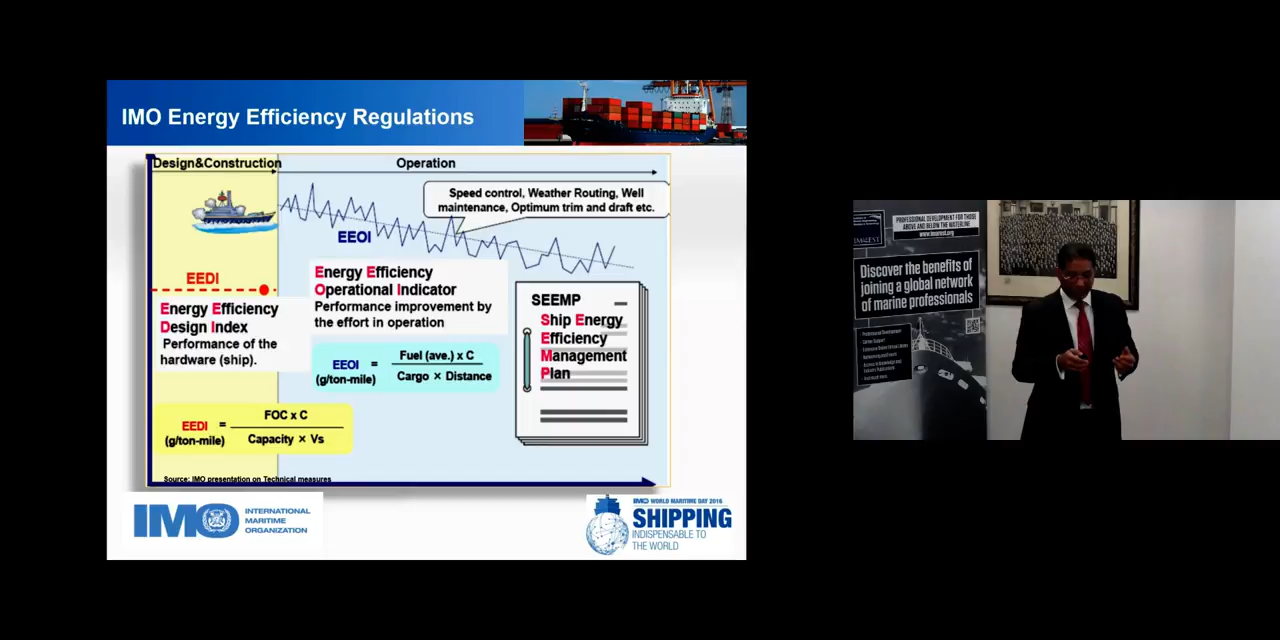 IMO Energy Efficiency Regulations
Design&Construction
Operation
Speed control, Weather Routing, Well
maintenance, Optimum trim and draft etc.
EEOI
EEDI
Energy Efficiency
Design Index
Performance of the
hardware (ship).
Energy Efficiency
Operational Indicator
Performance improvement by
the effort in operation
EEOI
(g/ton-mile)
=
Fuel (ave.) x C
Cargo × Distance
SEEMP
Ship Energy
Efficiency
Management
Plan
EEDI
(g/ton-mile)
=
FOC x C
Capacity × Vs
Source: IMO presentation on Technical measures
IMO
INTERNATIONAL
MARITIME
ORGANIZATION
IMO WORLD MARITIME DAY 2016
SHIPPING
INDISPENSABLE TO
THE WORLD
PROFESSIONAL DEVELOPMENT FOR THOSE
ABOVE AND BELOW THE WATERLINE
www.imarest.org
Discover the benefits of
joining a global network
of marine professionals